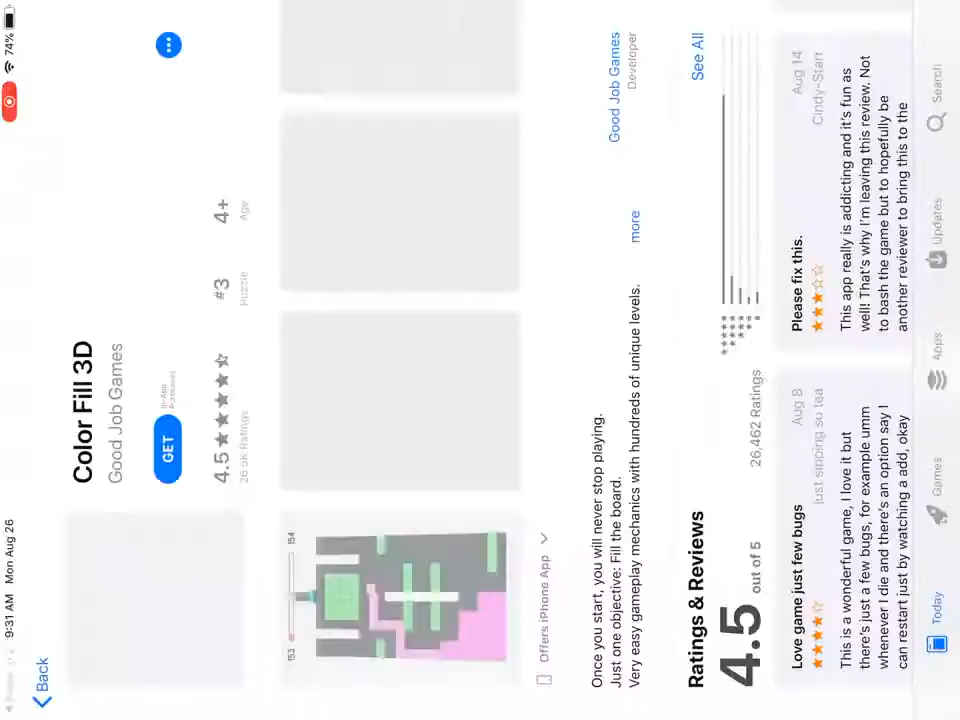 9:31 AM Mon Aug 26
74%
Back
Color Fill 3D
Good Job Games
GET
In-App
Purchases
4.5 ★★★★⯪
26.5K Ratings
#3
Puzzle
4+
Age
153
154
Offers iPhone App
Once you start, you will never stop playing.
Just one objective: Fill the board.
Very easy gameplay mechanics with hundreds of unique levels.
more
Good Job Games
Developer
Ratings & Reviews
See All
4.5 out of 5
26,462 Ratings
Love game just few bugs
Aug 8
★★★★☆
just sipping su tea
This is a wonderful game, I love it but
there's just a few bugs, for example umm
whenever I die and there's an option say I
can restart just by watching a add, okay
Please fix this.
Aug 14
★★★☆☆
Cindy-Start
This app really is addicting and it's fun as
well! That's why I'm leaving this review. Not
to bash the game but to hopefully be
another reviewer to bring this to the
Today
Games
Apps
Updates
Search